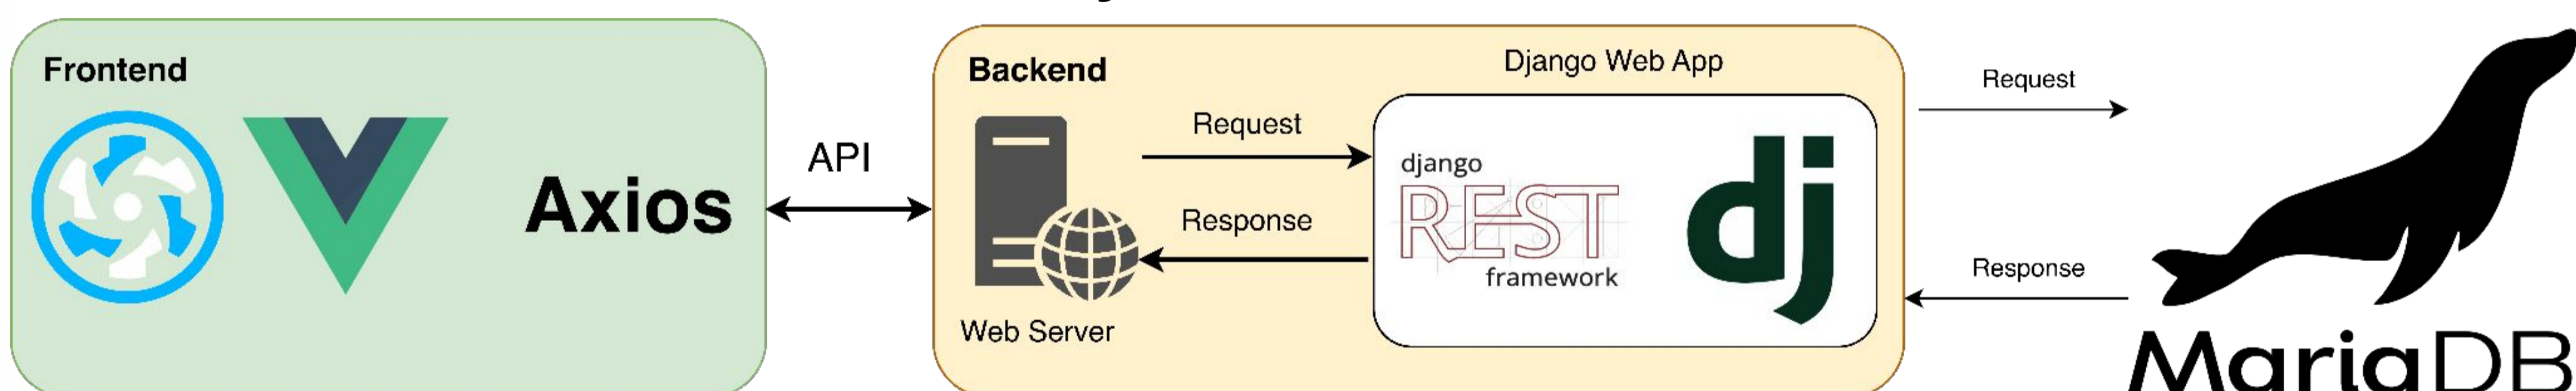 Frontend
Axios
API
Backend
Web Server
Request
Response
Django Web App
django
REST
framework
dj
Request
Response
MariaDB